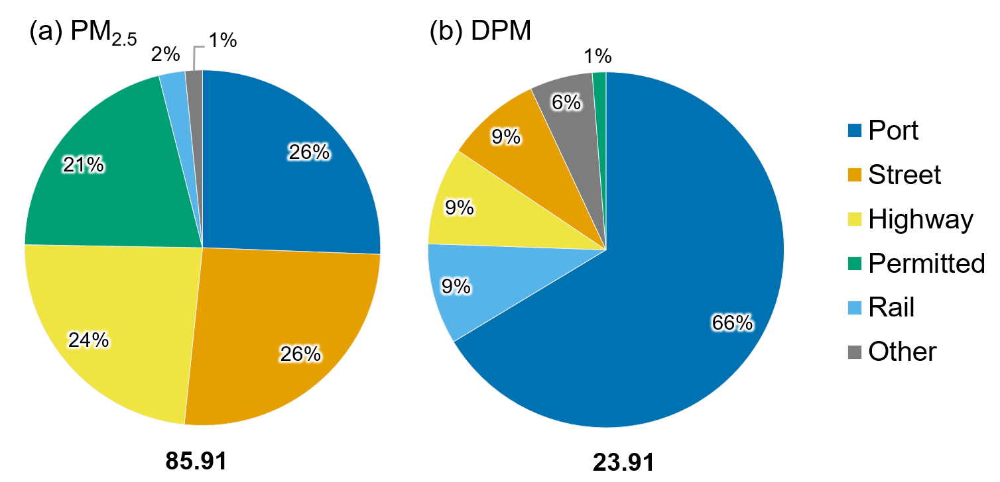 (a) PM2.5
1%
2%
26%
21%
24%
26%
85.91
(b) DPM
1%
6%
9%
9%
9%
66%
23.91
Port
Street
Highway
Permitted
Rail
Other